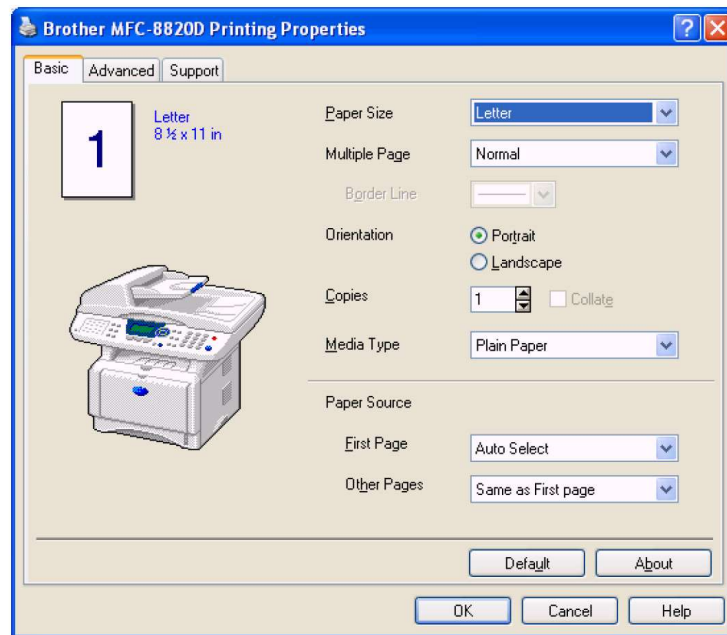 Brother MFC-8820D Printing Properties
Basic Advanced Support
1
Letter
8 ½ x 11 in
Paper Size Letter
Multiple Page Normal
Border Line
Orientation Portrait
Landscape
Copies 1 Collate
Media Type Plain Paper
Paper Source
First Page Auto Select
Other Pages Same as First page
Default About
OK Cancel Help